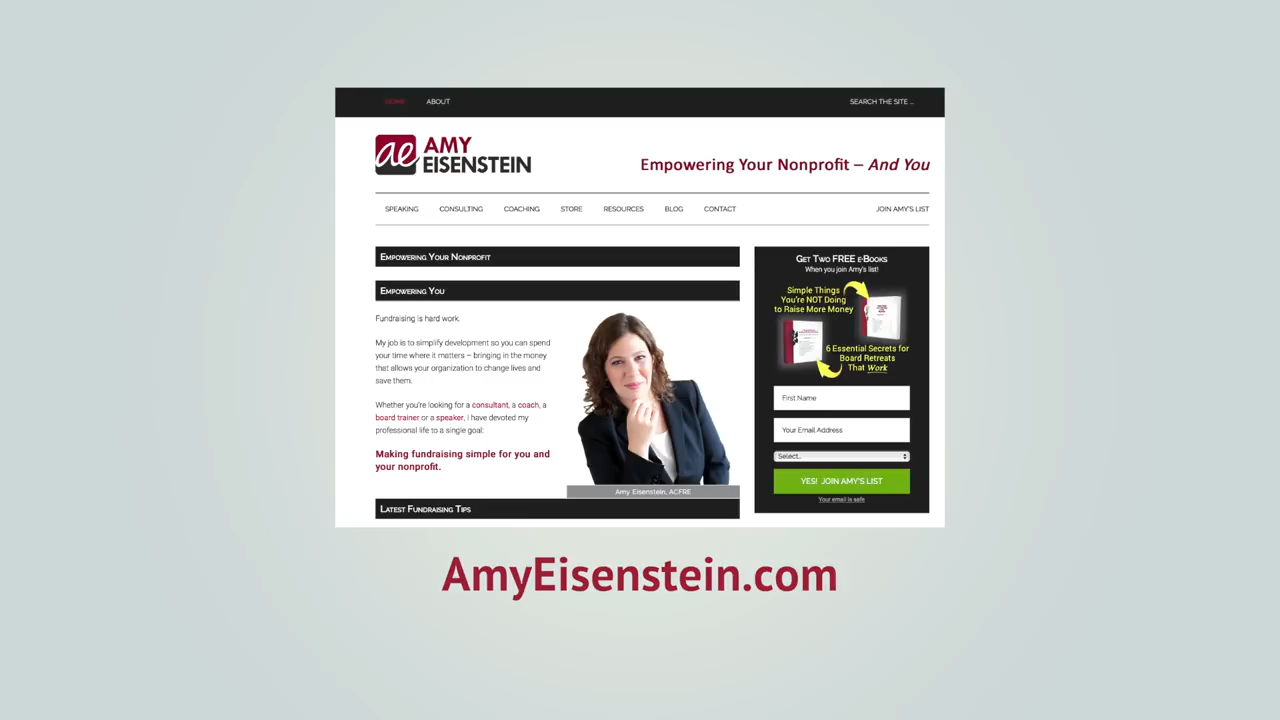 HOME ABOUT SEARCH THE SITE ...
ae AMY EISENSTEIN
Empowering Your Nonprofit – And You
SPEAKING CONSULTING COACHING STORE RESOURCES BLOG CONTACT JOIN AMY'S LIST
Empowering Your Nonprofit
Empowering You
Fundraising is hard work.
My job is to simplify development so you can spend
your time where it matters – bringing in the money
that allows your organization to change lives and
save them.
Whether you're looking for a consultant, a coach, a
board trainer or a speaker, I have devoted my
professional life to a single goal:
Making fundraising simple for you and
your nonprofit.
Amy Eisenstein, ACFRE
Latest Fundraising Tips
Get Two FREE e-Books
When you join Amy's list!
Simple Things
You're NOT Doing
to Raise More Money
6 Essential Secrets for
Board Retreats
That Work
First Name
Your Email Address
Select..
YES! JOIN AMY'S LIST
Your email is safe
AmyEisenstein.com